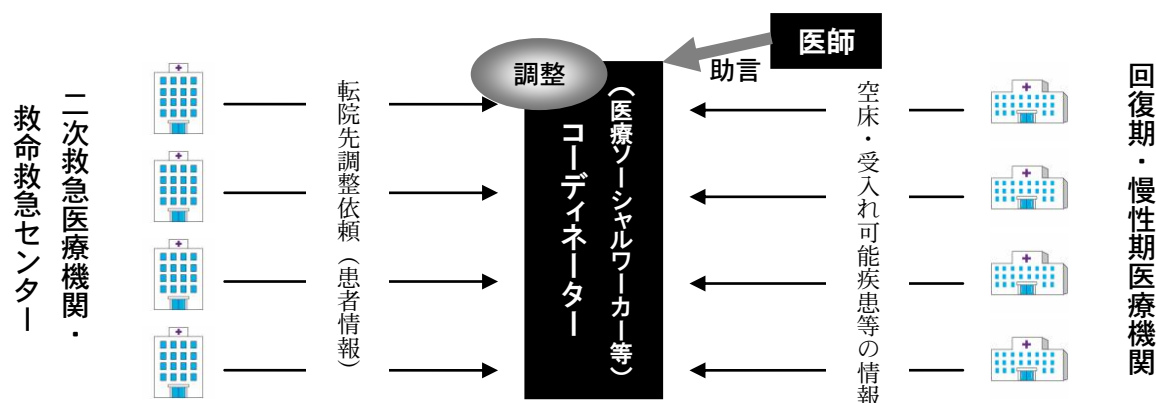 二次救急医療機関・
救命救急センター
転院先調整依頼（患者情報）
調整
コーディネーター
（医療ソーシャルワーカー等）
医師
助言
空床・受入れ可能疾患等の情報
回復期・慢性期医療機関